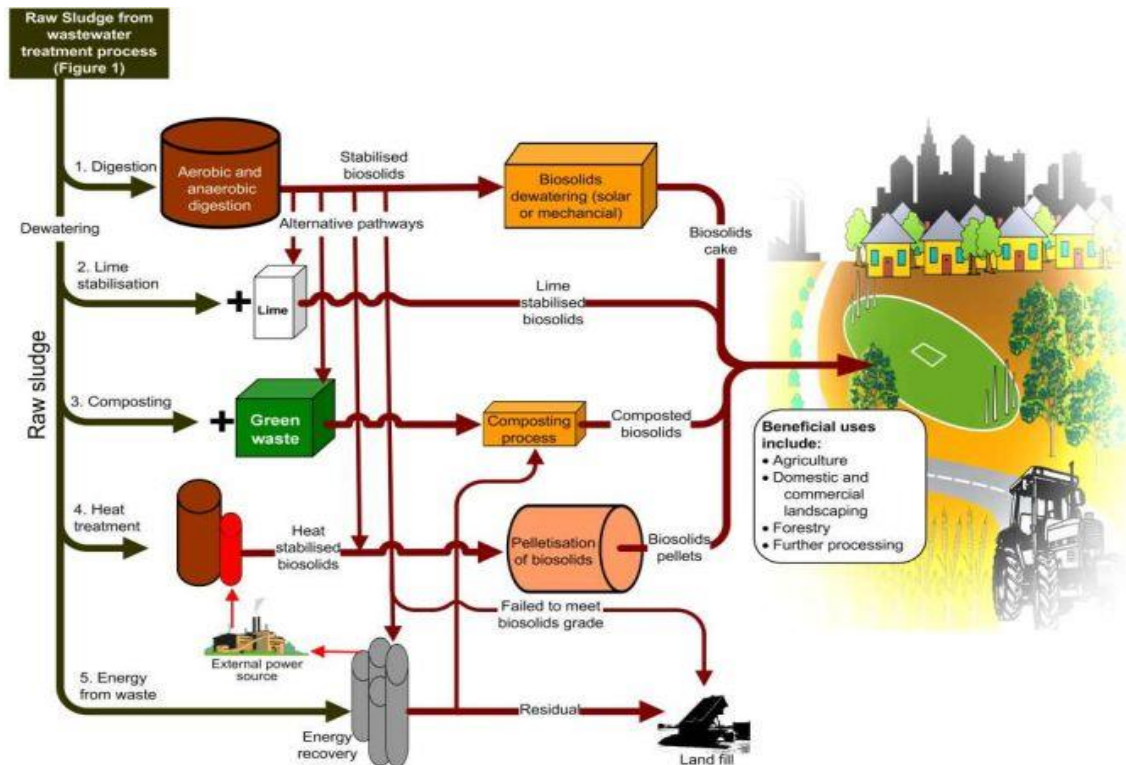 Raw Sludge from
wastewater
treatment process
(Figure 1)
1. Digestion
Aerobic and
anaerobic
digestion
Stabilised
biosolids
Biosolids
dewatering (solar
or mechancial)
Alternative pathways
Dewatering
Biosolids
cake
2. Lime
stabilisation
+
Lime
Lime
stabilised
biosolids
Raw sludge
3. Composting
+
Green
waste
Composting
process
Composted
biosolids
Beneficial uses
include:
• Agriculture
• Domestic and
commercial
landscaping
• Forestry
• Further processing
4. Heat
treatment
Heat
stabilised
biosolids
Pelletisation
of biosolids
Biosolids
pellets
Failed to meet
biosolids grade
External power
source
5. Energy
from waste
Energy
recovery
Residual
Land fill